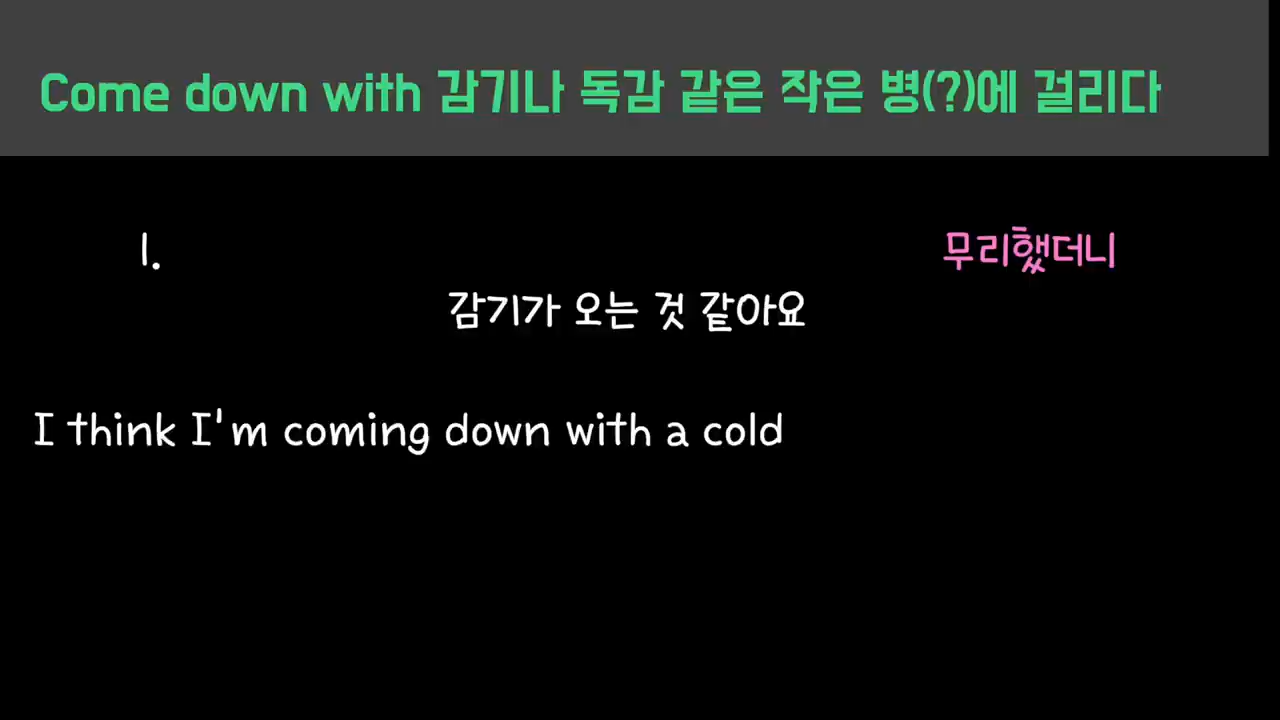 Come down with 감기나 독감 같은 작은 병(?)에 걸리다
1. 무리했더니
감기가 오는 것 같아요
I think I'm coming down with a cold